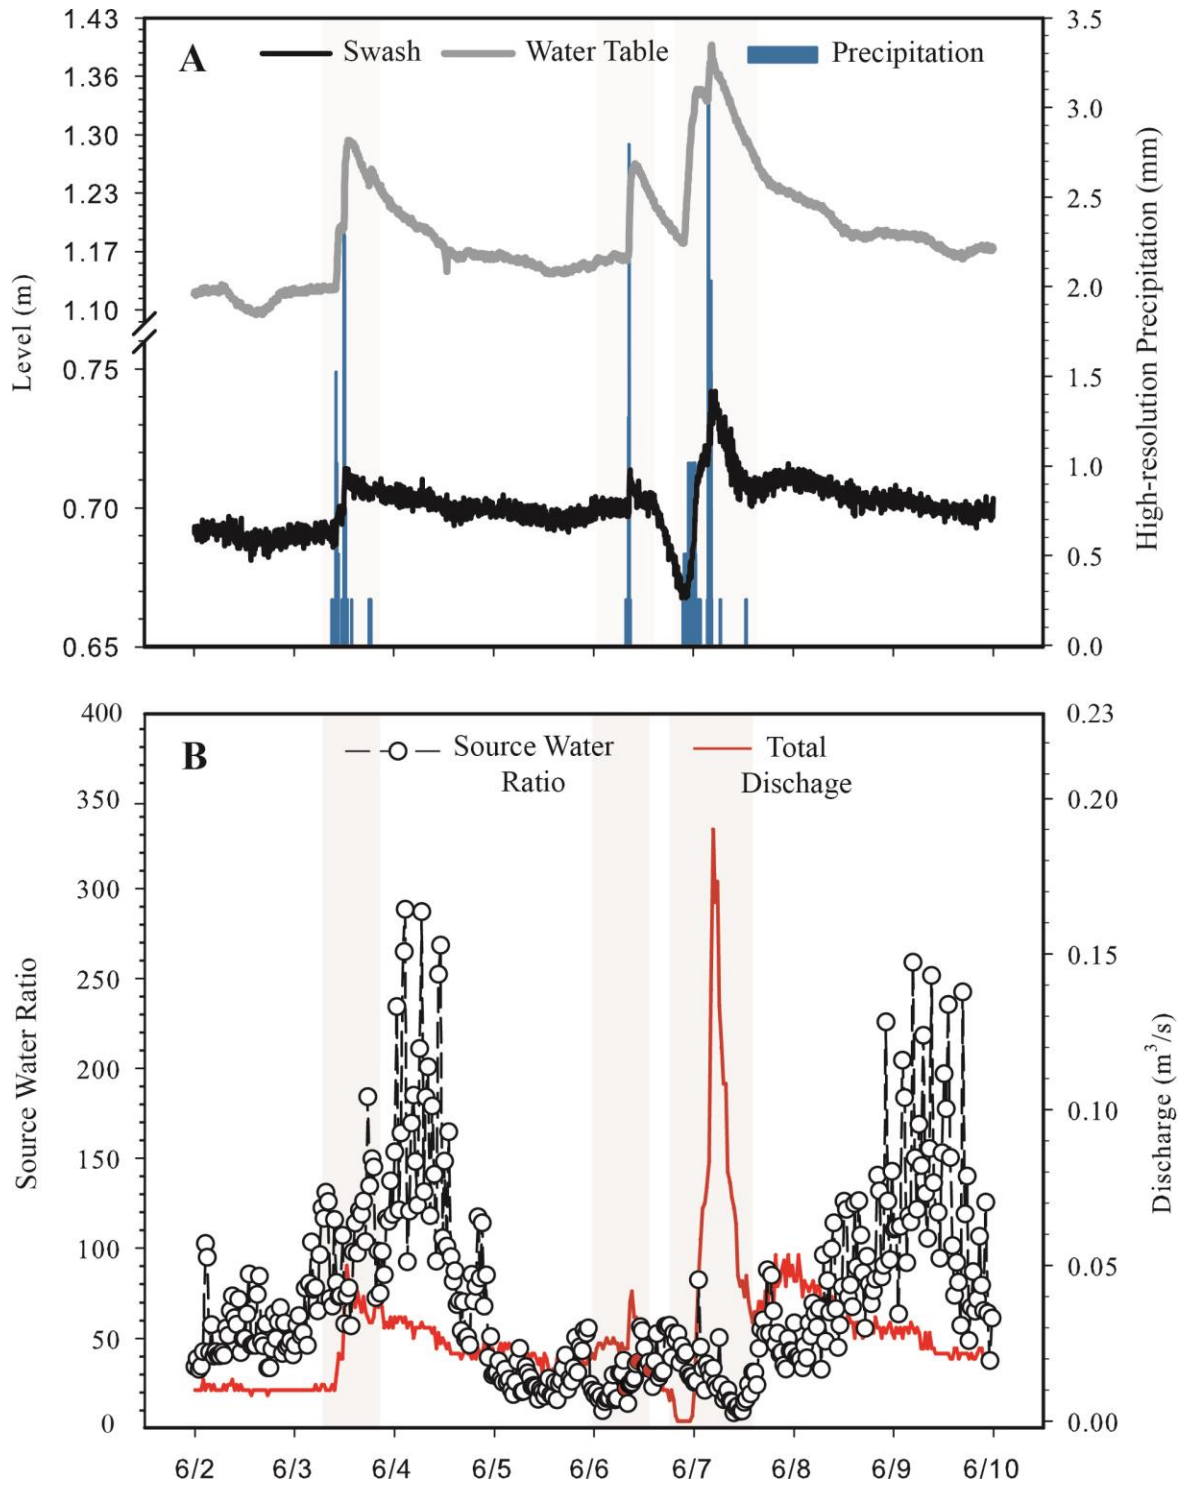 A
Swash
Water Table
Precipitation
Level (m)
1.43
1.36
1.30
1.23
1.17
1.10
0.75
0.70
0.65
High-resolution Precipitation (mm)
3.5
3.0
2.5
2.0
1.5
1.0
0.5
0.0
B
Source Water
Ratio
Total
Dischage
Source Water Ratio
400
350
300
250
200
150
100
50
0
Discharge (m³/s)
0.23
0.20
0.15
0.10
0.05
0.00
6/2 6/3 6/4 6/5 6/6 6/7 6/8 6/9 6/10